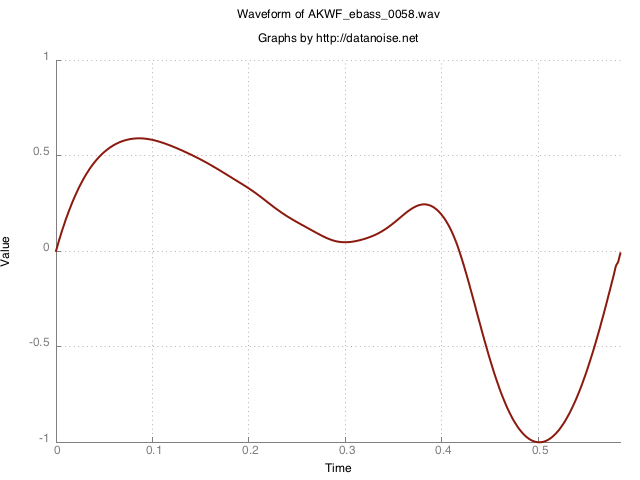 Waveform of AKWF_ebass_0058.wav
Graphs by http://datanoise.net
1
0.5
0
-0.5
-1
Value
0 0.1 0.2 0.3 0.4 0.5
Time